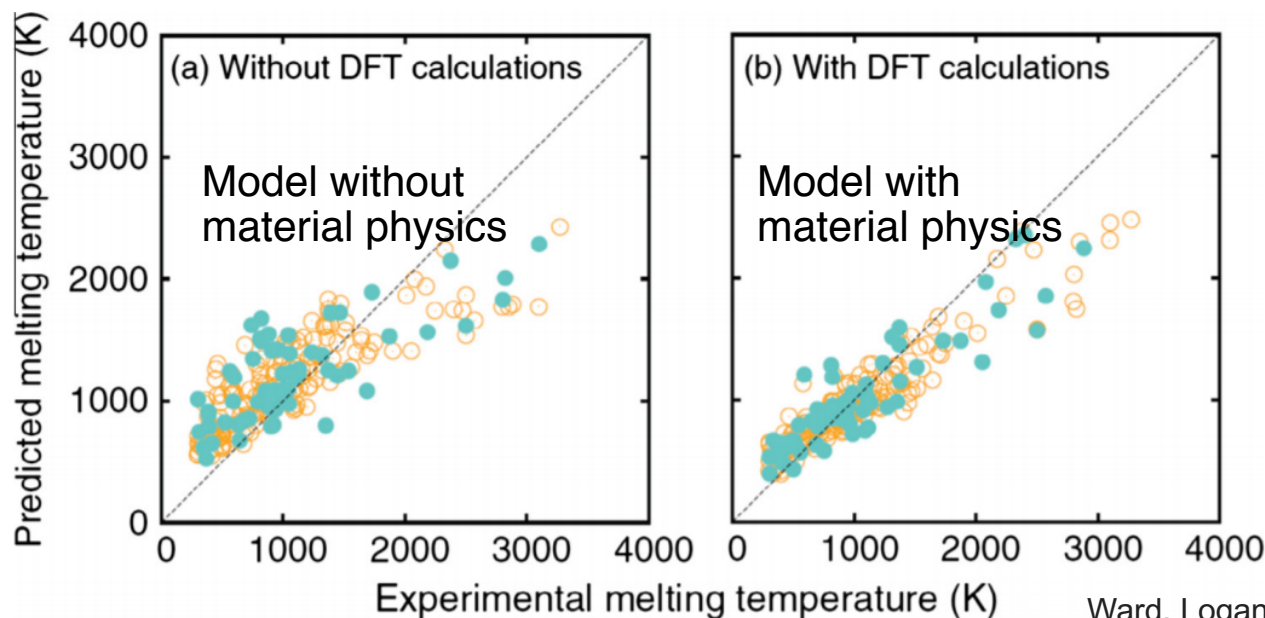 Predicted melting temperature (K)
4000
3000
2000
1000
0
(a) Without DFT calculations
Model without
material physics
0 1000 2000 3000 4000
(b) With DFT calculations
Model with
material physics
0 1000 2000 3000 4000
Experimental melting temperature (K)
Ward, Logan